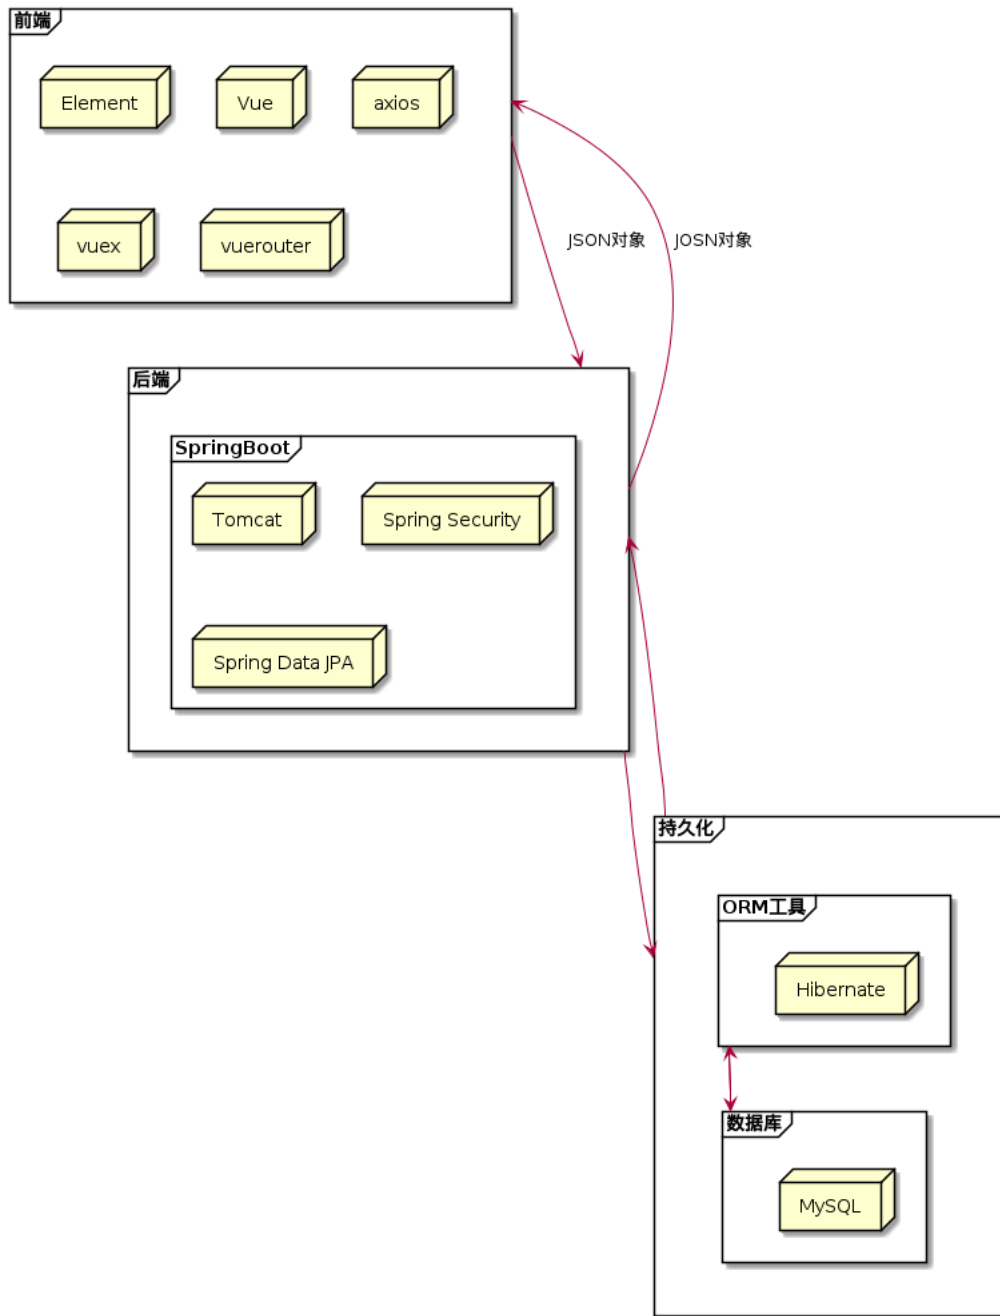 前端
Element
Vue
axios
vuex
vuerouter
JSON对象
JOSN对象
后端
SpringBoot
Tomcat
Spring Security
Spring Data JPA
持久化
ORM工具
Hibernate
数据库
MySQL